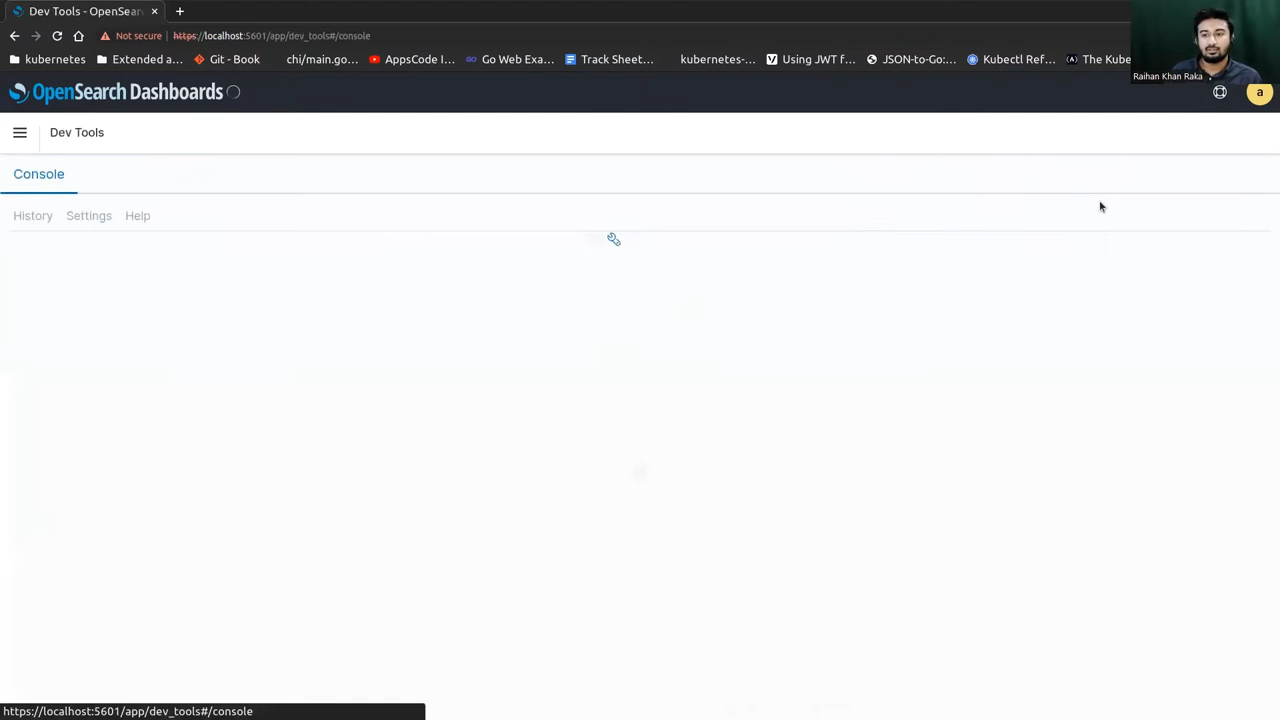 Dev Tools - OpenSear
Not secure | https://localhost:5601/app/dev_tools#/console
kubernetes Extended a... Git - Book chi/main.go... AppsCode I... Go Web Exa... Track Sheet... kubernetes-... Using JWT f... JSON-to-Go:... Kubectl Ref... The Kube
Raihan Khan Raka
OpenSearch Dashboards a
Dev Tools
Console
History Settings Help
https://localhost:5601/app/dev_tools#/console